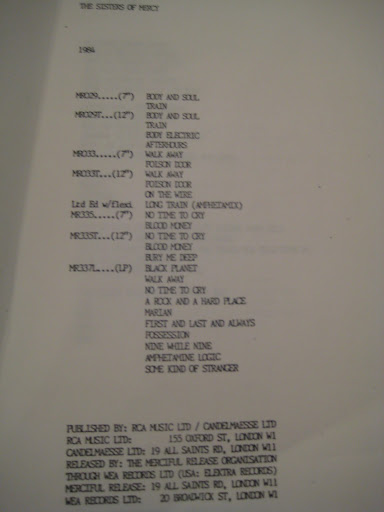 THE SISTERS OF MERCY
1984
MR029.....(7") BODY AND SOUL
TRAIN
MR029T...(12") BODY AND SOUL
TRAIN
BODY ELECTRIC
AFTERHOURS
MR033.....(7") WALK AWAY
POISON DOOR
MR033T...(12") WALK AWAY
POISON DOOR
ON THE WIRE
Ltd Ed w/flexi. LONG TRAIN (AMPHETAMIX)
MR335.....(7") NO TIME TO CRY
BLOOD MONEY
MR335T...(12") NO TIME TO CRY
BLOOD MONEY
BURY ME DEEP
MR337L....(LP) BLACK PLANET
WALK AWAY
NO TIME TO CRY
A ROCK AND A HARD PLACE
MARIAN
FIRST AND LAST AND ALWAYS
POSSESSION
NINE WHILE NINE
AMPHETAMINE LOGIC
SOME KIND OF STRANGER
PUBLISHED BY: RCA MUSIC LTD / CANDELMAESSE LTD
RCA MUSIC LTD: 155 OXFORD ST, LONDON W1
CANDELMAESSE LTD: 19 ALL SAINTS RD, LONDON W11
RELEASED BY: THE MERCIFUL RELEASE ORGANISATION
THROUGH WEA RECORDS LTD (USA: ELEKTRA RECORDS)
MERCIFUL RELEASE: 19 ALL SAINTS RD, LONDON W11
WEA RECORDS LTD: 20 BROADWICK ST, LONDON W1